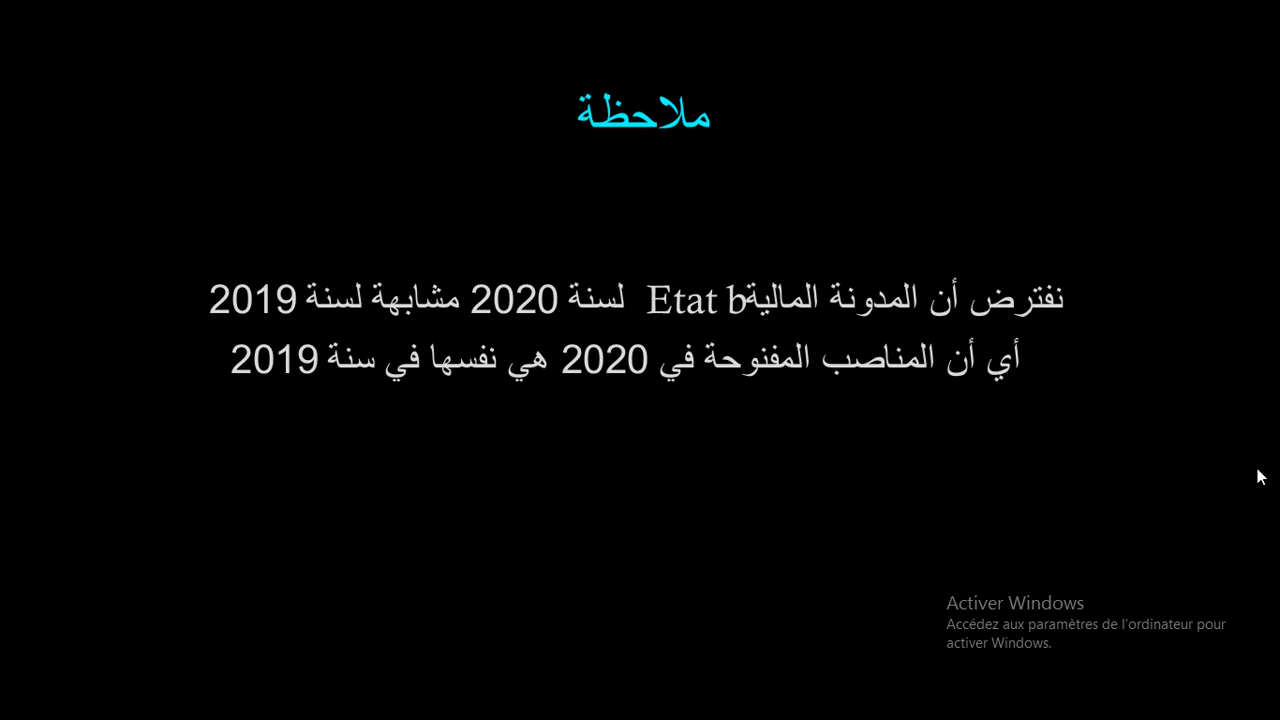 ملاحظة
نفترض أن المدونة الماليةEtat b لسنة 2020 مشابهة لسنة 2019
أي أن المناصب المفنوحة في 2020 هي نفسها في سنة 2019
Activer Windows
Accédez aux paramètres de l'ordinateur pour
activer Windows.